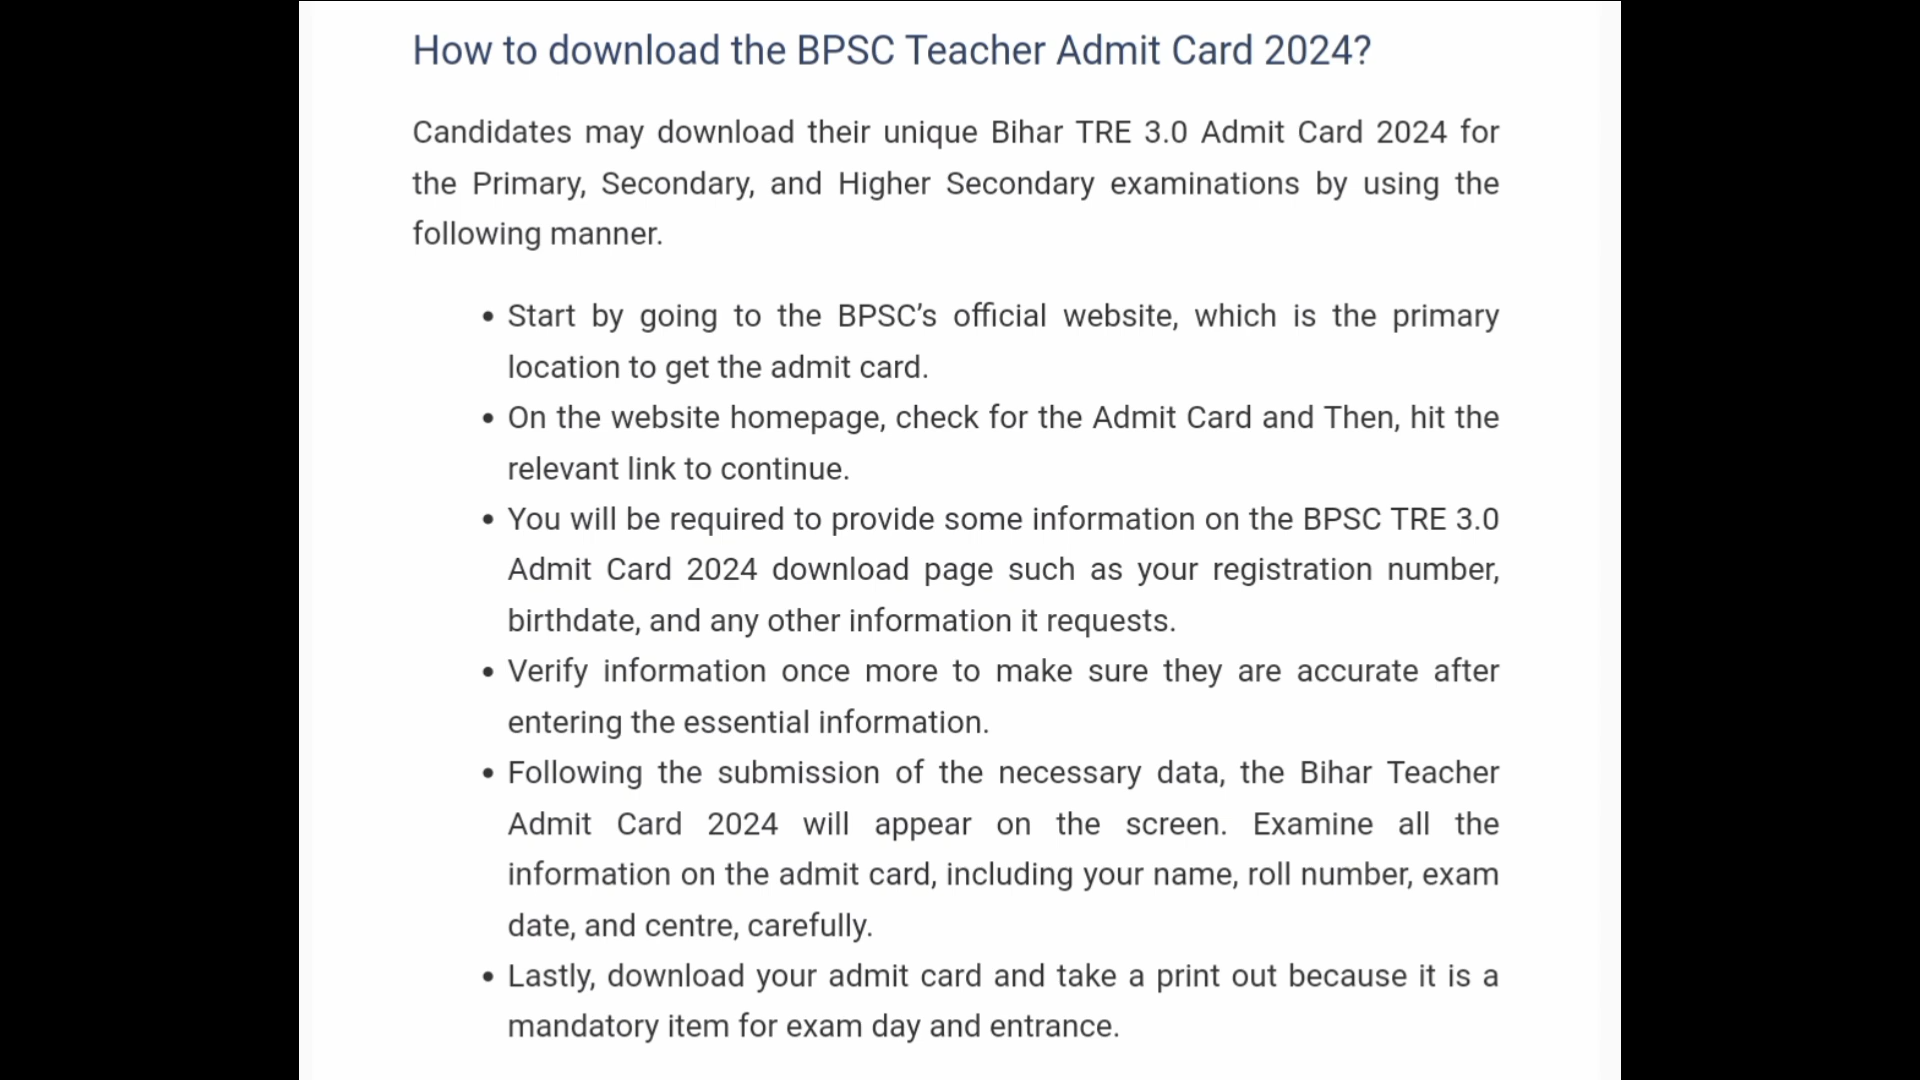 How to download the BPSC Teacher Admit Card 2024?
Candidates may download their unique Bihar TRE 3.0 Admit Card 2024 for
the Primary, Secondary, and Higher Secondary examinations by using the
following manner.
• Start by going to the BPSC’s official website, which is the primary
location to get the admit card.
• On the website homepage, check for the Admit Card and Then, hit the
relevant link to continue.
• You will be required to provide some information on the BPSC TRE 3.0
Admit Card 2024 download page such as your registration number,
birthdate, and any other information it requests.
• Verify information once more to make sure they are accurate after
entering the essential information.
• Following the submission of the necessary data, the Bihar Teacher
Admit Card 2024 will appear on the screen. Examine all the
information on the admit card, including your name, roll number, exam
date, and centre, carefully.
• Lastly, download your admit card and take a print out because it is a
mandatory item for exam day and entrance.